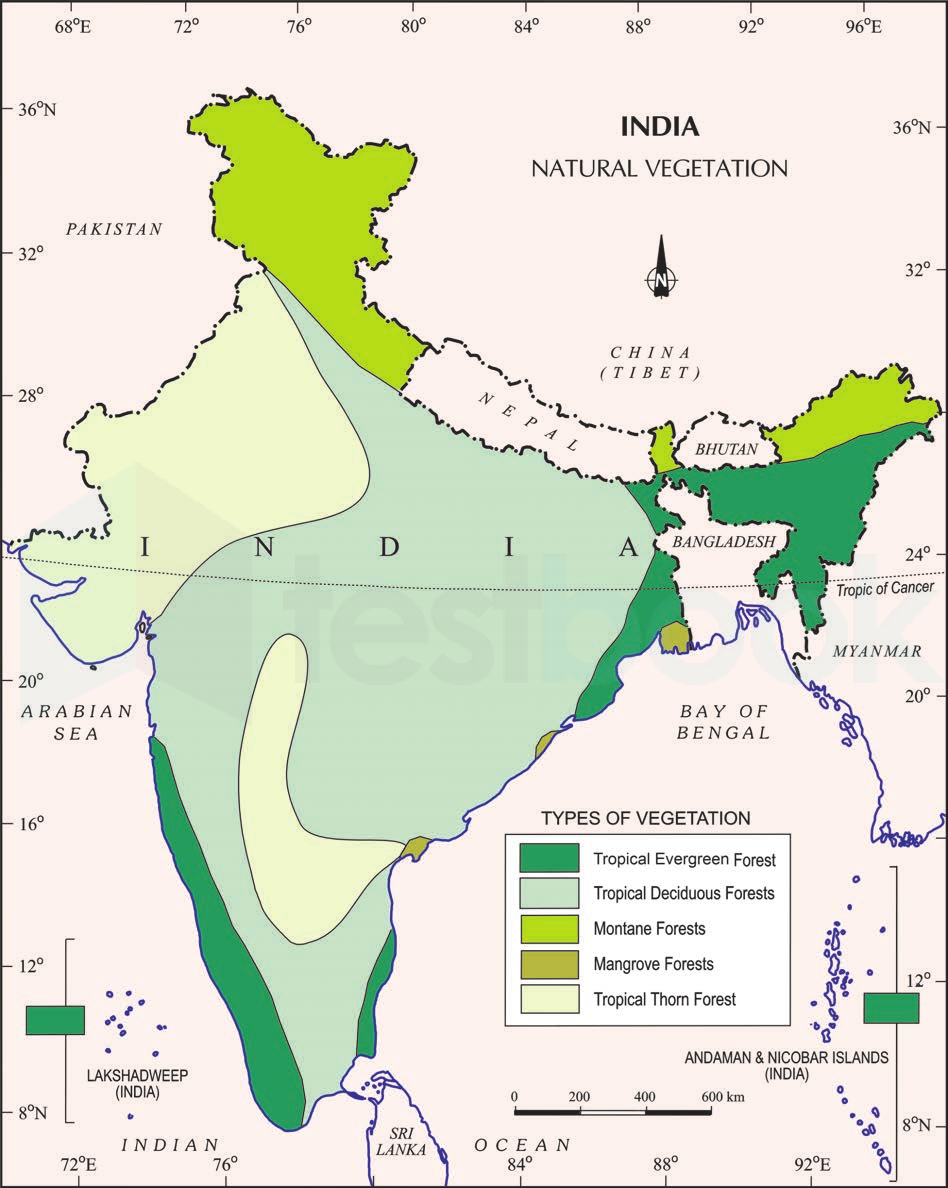 68°E 72° 76° 80° 84° 88° 92° 96°E
36°N
INDIA
36°N
NATURAL VEGETATION
PAKISTAN
32°
32°
N
CHINA
(TIBET)
28°
NEPAL
BHUTAN
INDIA
BANGLADESH
24°
Tropic of Cancer
testbook
MYANMAR
20°
20°
ARABIAN
SEA
BAY OF
BENGAL
16°
TYPES OF VEGETATION
Tropical Evergreen Forest
Tropical Deciduous Forests
Montane Forests
Mangrove Forests
Tropical Thorn Forest
12°
12°
LAKSHADWEEP
(INDIA)
ANDAMAN & NICOBAR ISLANDS
(INDIA)
0 200 400 600 km
8°N
8°N
INDIAN
SRI
LANKA
OCEAN
72°E 76° 84° 88° 92°E